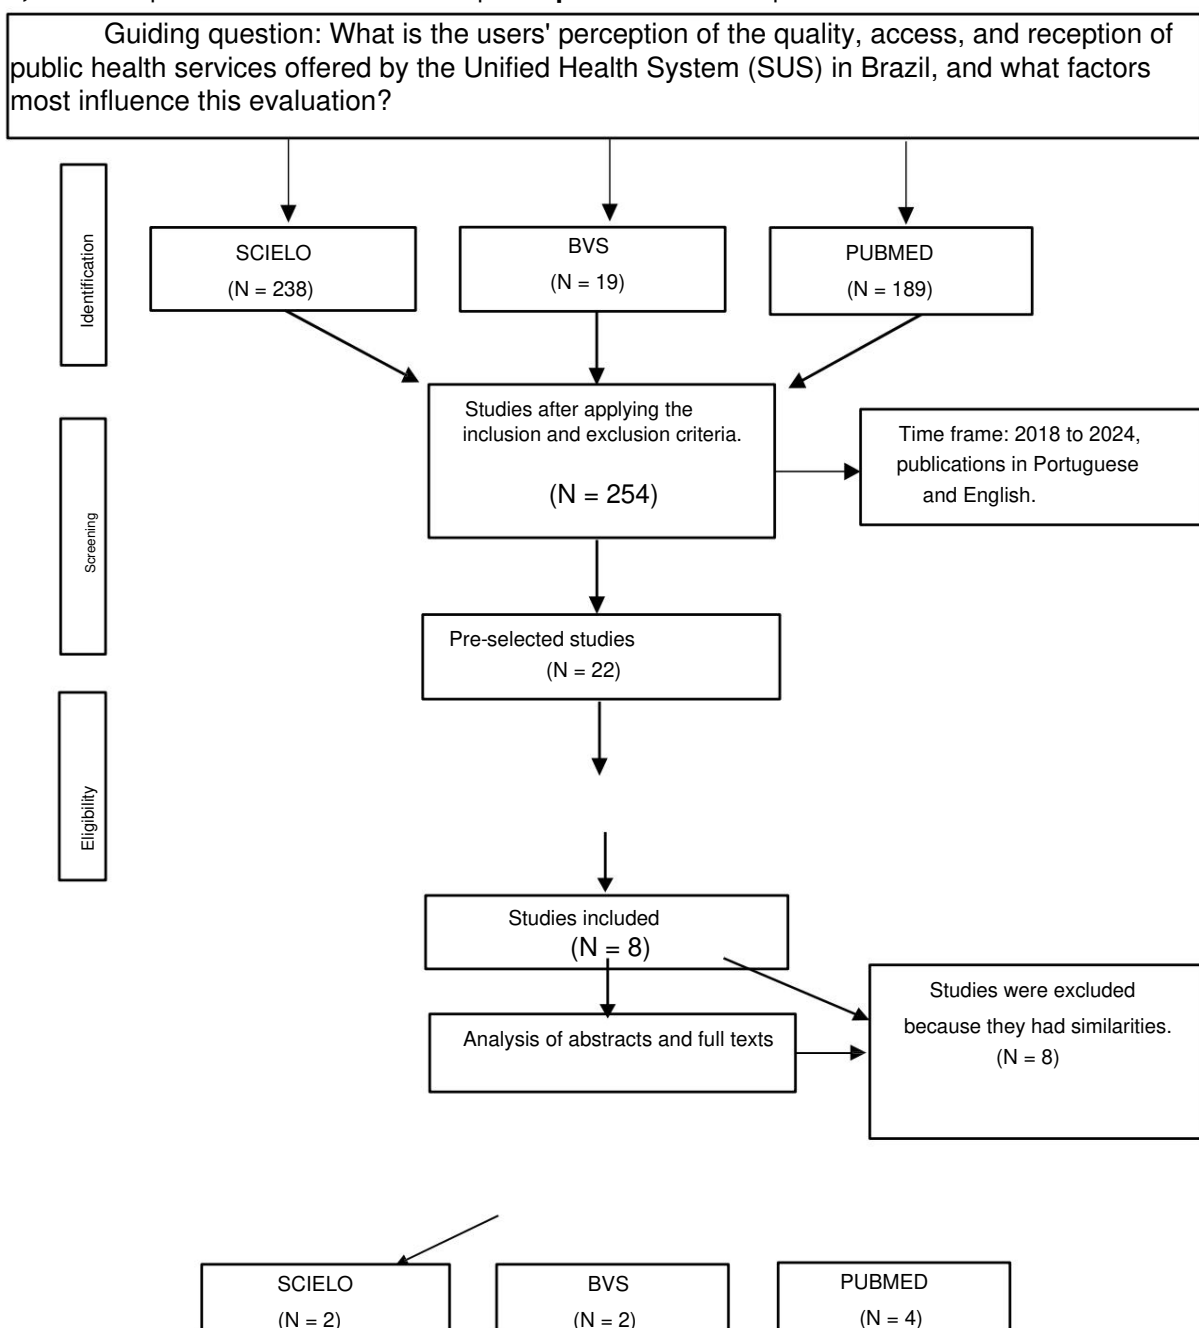 Guiding question: What is the users' perception of the quality, access, and reception of
public health services offered by the Unified Health System (SUS) in Brazil, and what factors
most influence this evaluation?
Identification
SCIELO
(N = 238)
BVS
(N = 19)
PUBMED
(N = 189)
Screening
Studies after applying the
inclusion and exclusion criteria.
(N = 254)
Time frame: 2018 to 2024,
publications in Portuguese
and English.
Pre-selected studies
(N = 22)
Eligibility
Studies included
(N = 8)
Analysis of abstracts and full texts
Studies were excluded
because they had similarities.
(N = 8)
SCIELO
(N = 2)
BVS
(N = 2)
PUBMED
(N = 4)